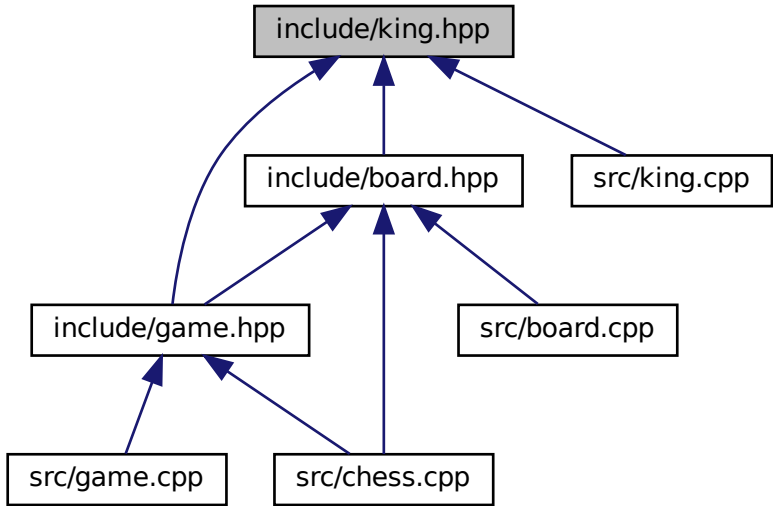 include/king.hpp
include/board.hpp
src/king.cpp
include/game.hpp
src/board.cpp
src/game.cpp
src/chess.cpp